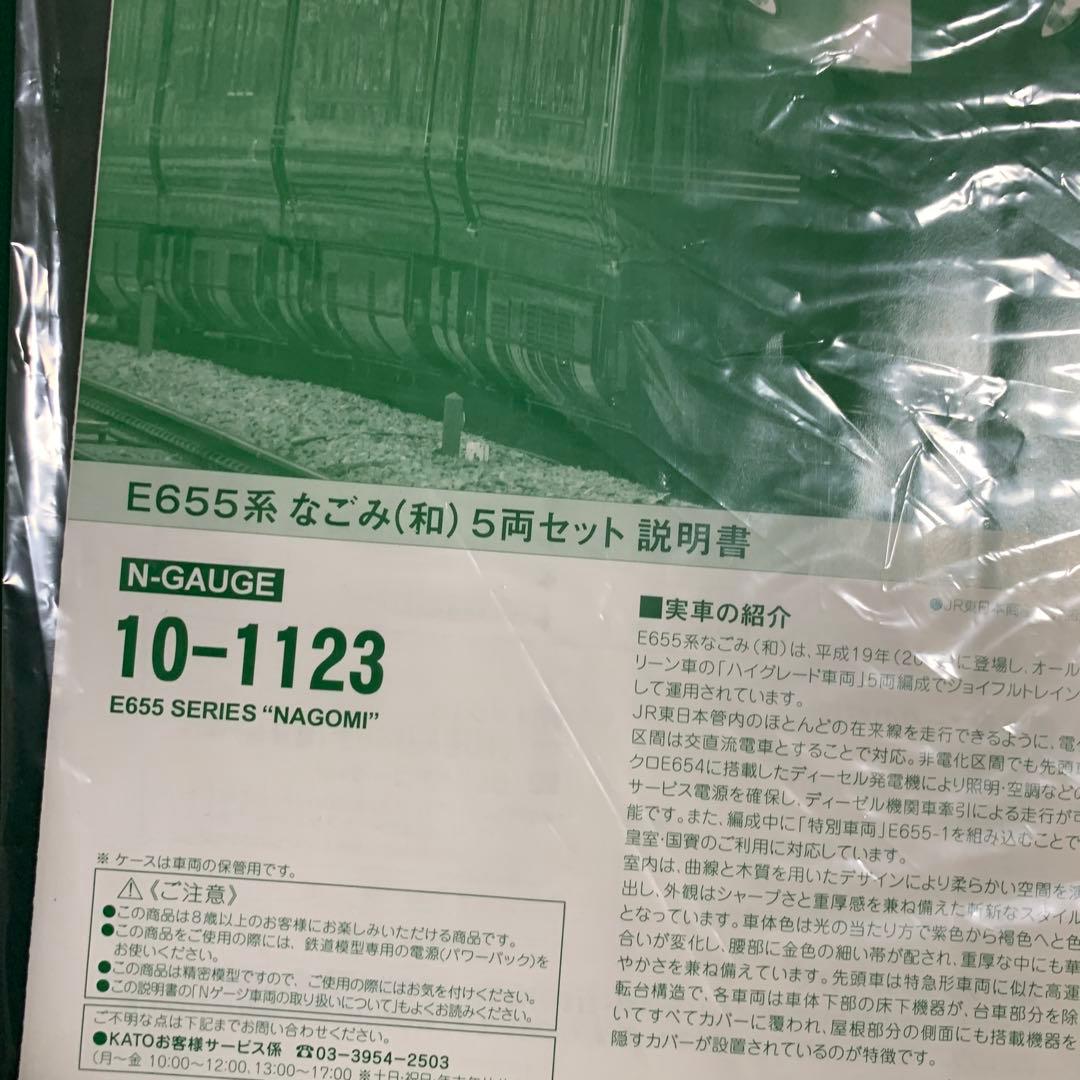 E655系 なごみ(和) 5両セット 説明書
N-GAUGE
10-1123
E655 SERIES “NAGOMI”
※ ケースは車両の保管用です。
⚠《ご注意》
●この商品は8歳以上のお客様にお楽しみいただける商品です。
●この商品をご使用の際には、鉄道模型専用の電源(パワーパック)を
お使いください。
●この商品は精密模型ですので、ご使用の際にはお気を付けください。
●この説明書の「Nゲージ車両の取り扱いについて」もよくお読みください。
ご不明な点は下記までお問い合わせください。
●KATOお客様サービス係 ☎03-3954-2503
(月〜金 10:00〜12:00、13:00〜17:00 ※土日・祝日・年末年始
●JR東日本商
■実車の紹介
E655系なごみ(和)は、平成19年(20 に登場し、オール
リーン車の「ハイグレード車両」5両編成でジョイフルトレイン
して運用されています。
JR東日本管内のほとんどの在来線を走行できるように、電
区間は交直流電車とすることで対応。非電化区間でも先頭
クロE654に搭載したディーセル発電機により照明・空調などの
サービス電源を確保し、ディーゼル機関車牽引による走行が可
能です。また、編成中に「特別車両」E655-1を組み込むことで
皇室・国賓のご利用に対応しています。
室内は、曲線と木質を用いたデザインにより柔らかい空間を演
出し、外観はシャープさと重厚感を兼ね備えた斬新なスタイル
となっています。車体色は光の当たり方で紫色から褐色へと色
合いが変化し、腰部に金色の細い帯が配され、重厚な中にも華
やかさを兼ね備えています。先頭車は特急形車両に似た高運
転台構造で、各車両は車体下部の床下機器が、台車部分を除
いてすべてカバーに覆われ、屋根部分の側面にも搭載機器を
隠すカバーが設置されているのが特徴です。